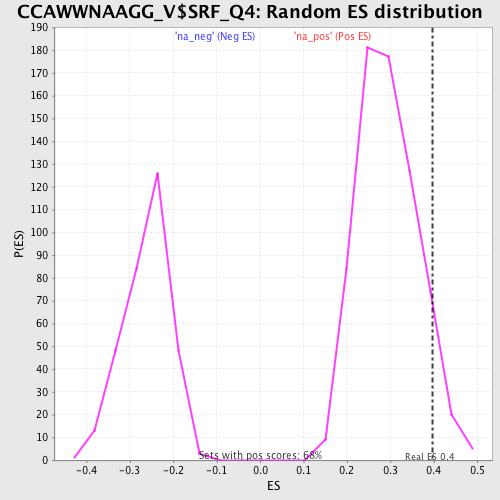 CCAWWNAAGG_V$SRF_Q4: Random ES distribution
'na_neg' (Neg ES) 'na_pos' (Pos ES)
190
180
170
160
150
140
130
120
110
100
90
80
70
60
50
40
30
20
10
0
P(ES)
Sets with pos scores: 68%
Real ES 0.4
-0.4 -0.3 -0.2 -0.1 0.0 0.1 0.2 0.3 0.4 0.5
ES